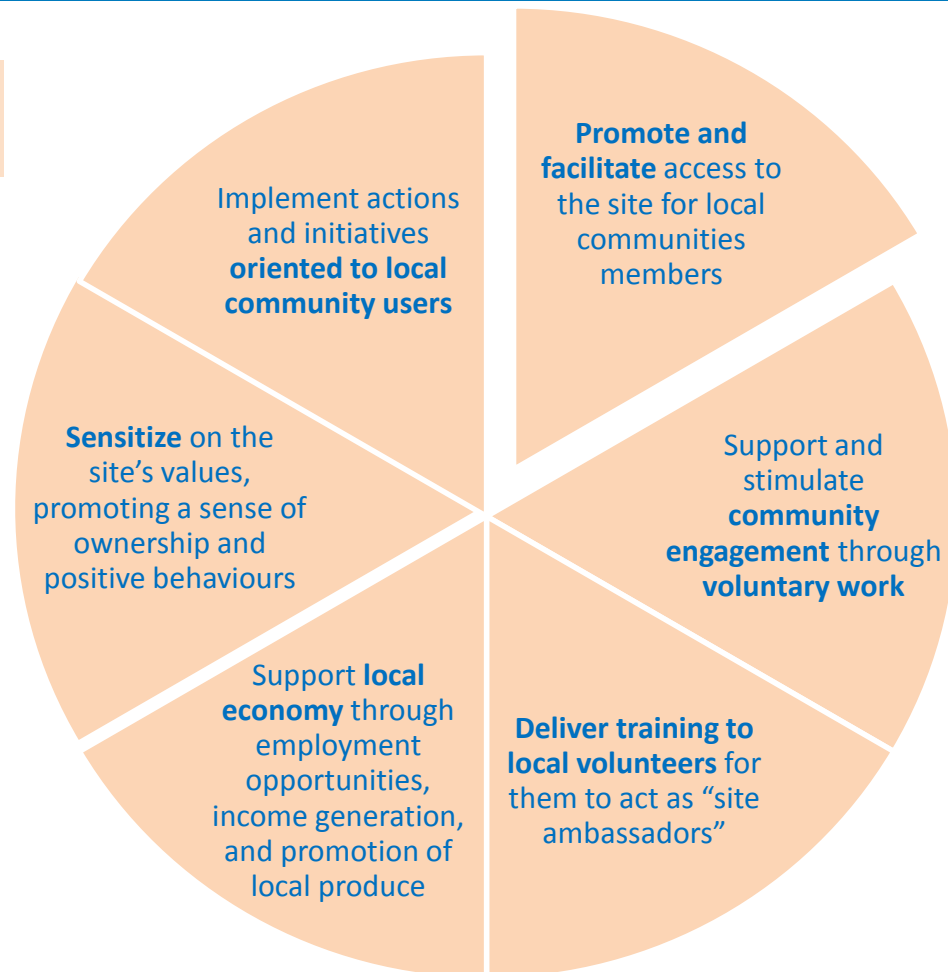 Promote and
facilitate access to
the site for local
communities
members
Support and
stimulate
community
engagement through
voluntary work
Deliver training to
local volunteers for
them to act as “site
ambassadors”
Support local
economy through
employment
opportunities,
income generation,
and promotion of
local produce
Sensitize on the
site’s values,
promoting a sense of
ownership and
positive behaviours
Implement actions
and initiatives
oriented to local
community users